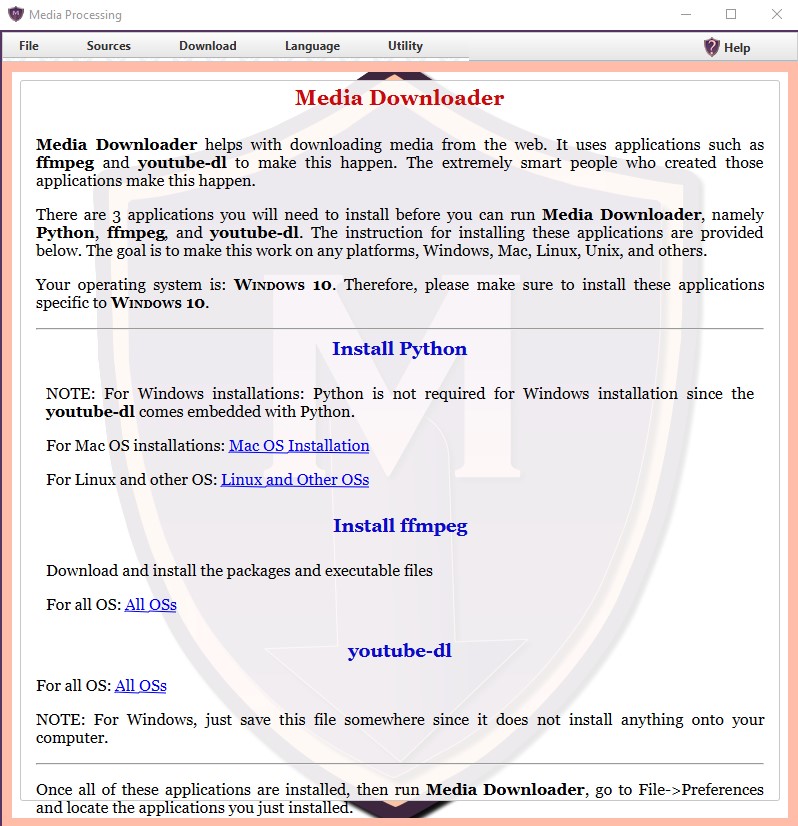 Media Processing
File Sources Download Language Utility Help
Media Downloader
Media Downloader helps with downloading media from the web. It uses applications such as
ffmpeg and youtube-dl to make this happen. The extremely smart people who created those
applications make this happen.
There are 3 applications you will need to install before you can run Media Downloader, namely
Python, ffmpeg, and youtube-dl. The instruction for installing these applications are provided
below. The goal is to make this work on any platforms, Windows, Mac, Linux, Unix, and others.
Your operating system is: WINDOWS 10. Therefore, please make sure to install these applications
specific to WINDOWS 10.
Install Python
NOTE: For Windows installations: Python is not required for Windows installation since the
youtube-dl comes embedded with Python.
For Mac OS installations: Mac OS Installation
For Linux and other OS: Linux and Other OSs
Install ffmpeg
Download and install the packages and executable files
For all OS: All OSs
youtube-dl
For all OS: All OSs
NOTE: For Windows, just save this file somewhere since it does not install anything onto your
computer.
Once all of these applications are installed, then run Media Downloader, go to File->Preferences
and locate the applications you just installed.
M